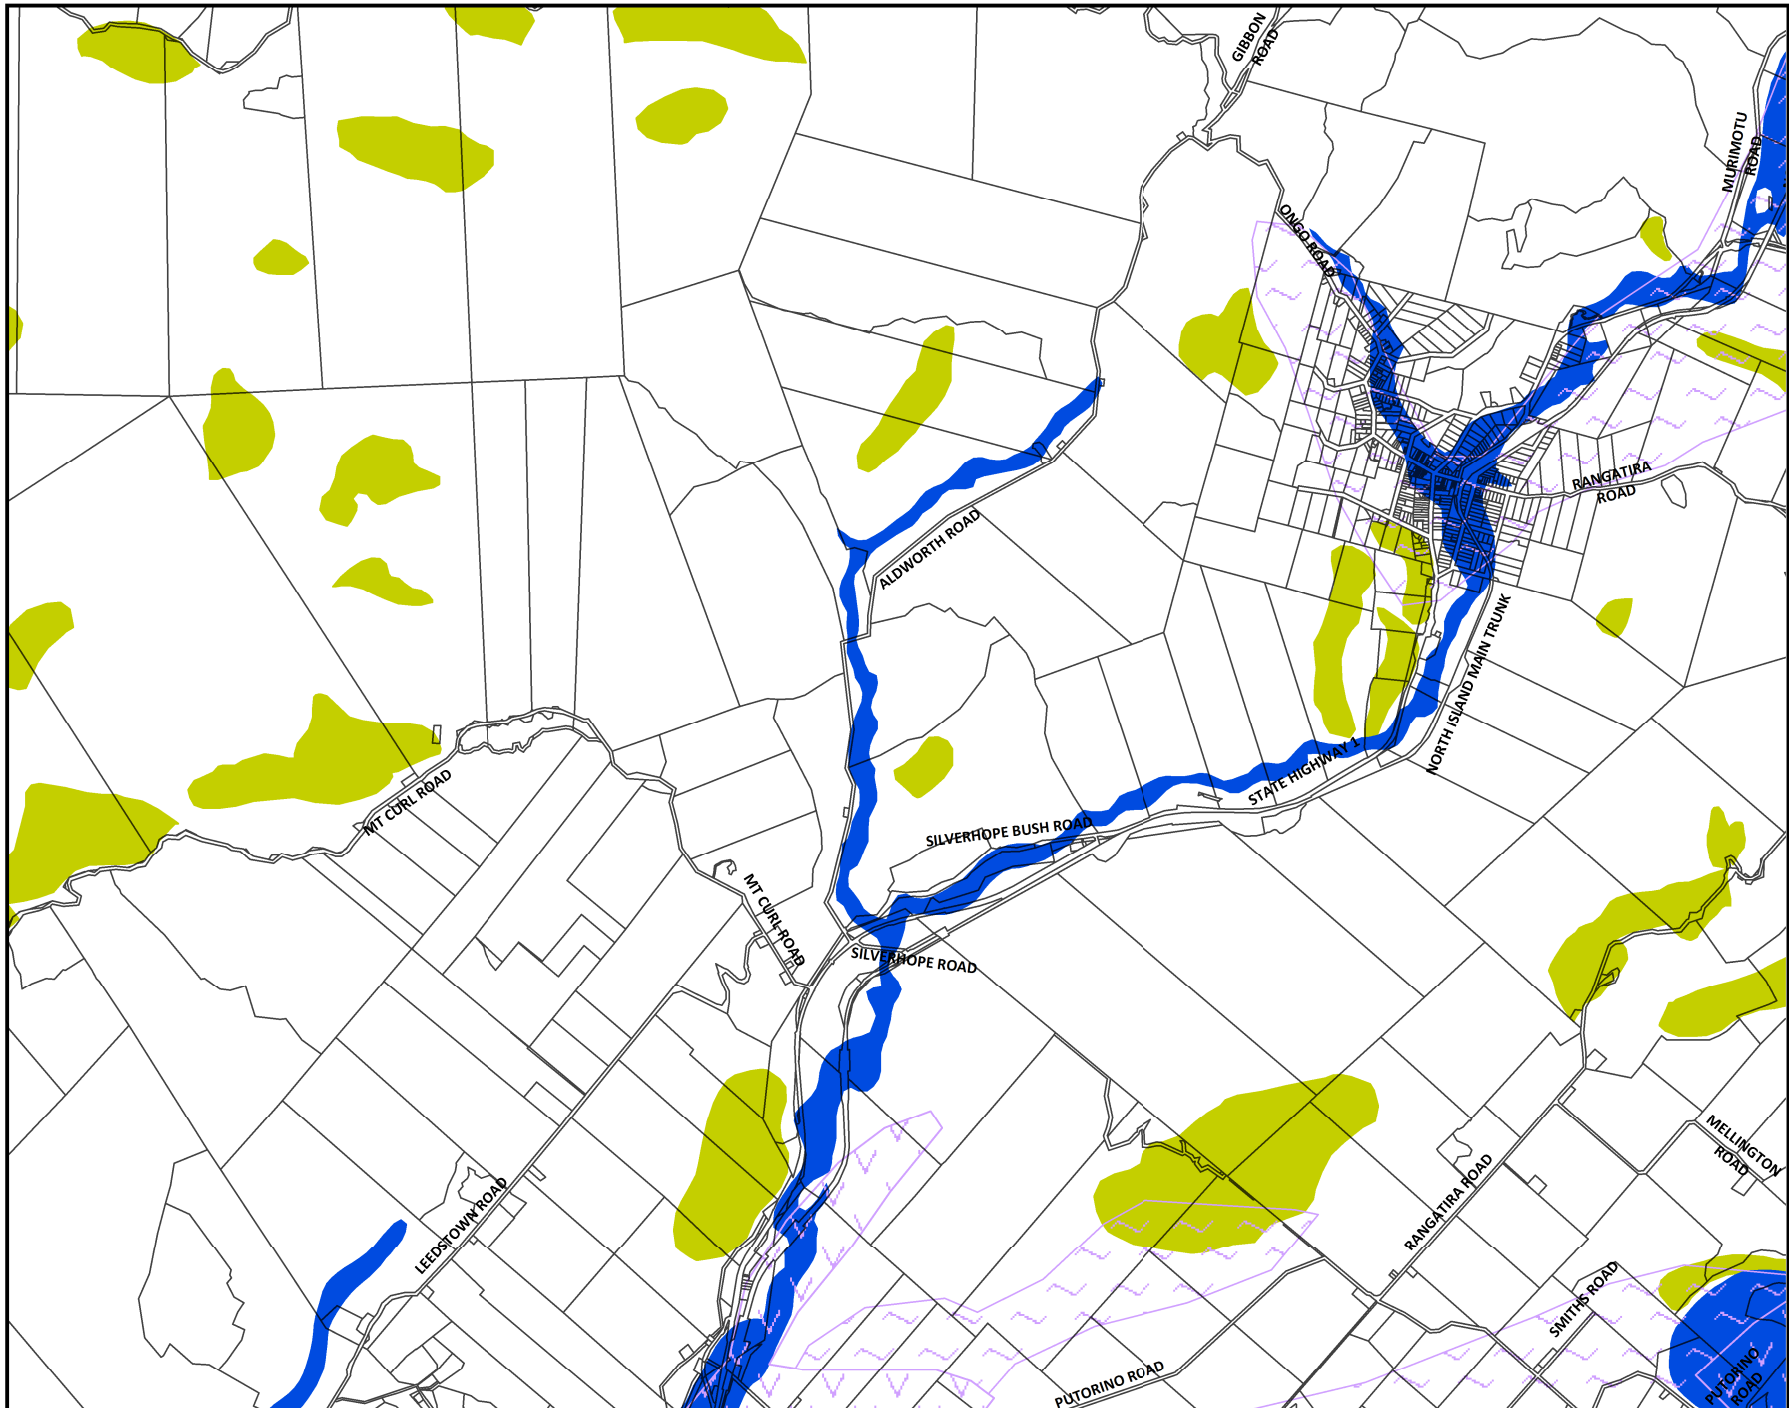 GIBBON
ROAD
MURIMOTU
ROAD
ONGO ROAD
RANGATIRA
ROAD
ALDWORTH ROAD
NORTH ISLAND MAIN TRUNK
STATE HIGHWAY 1
MT CURL ROAD
SILVERHOPE BUSH ROAD
MT CURL ROAD
SILVERHOPE ROAD
MELLINGTON
ROAD
LEEDSTOWN ROAD
RANGATIRA ROAD
SMITHS ROAD
PUTORINO ROAD
PUTORINO
ROAD